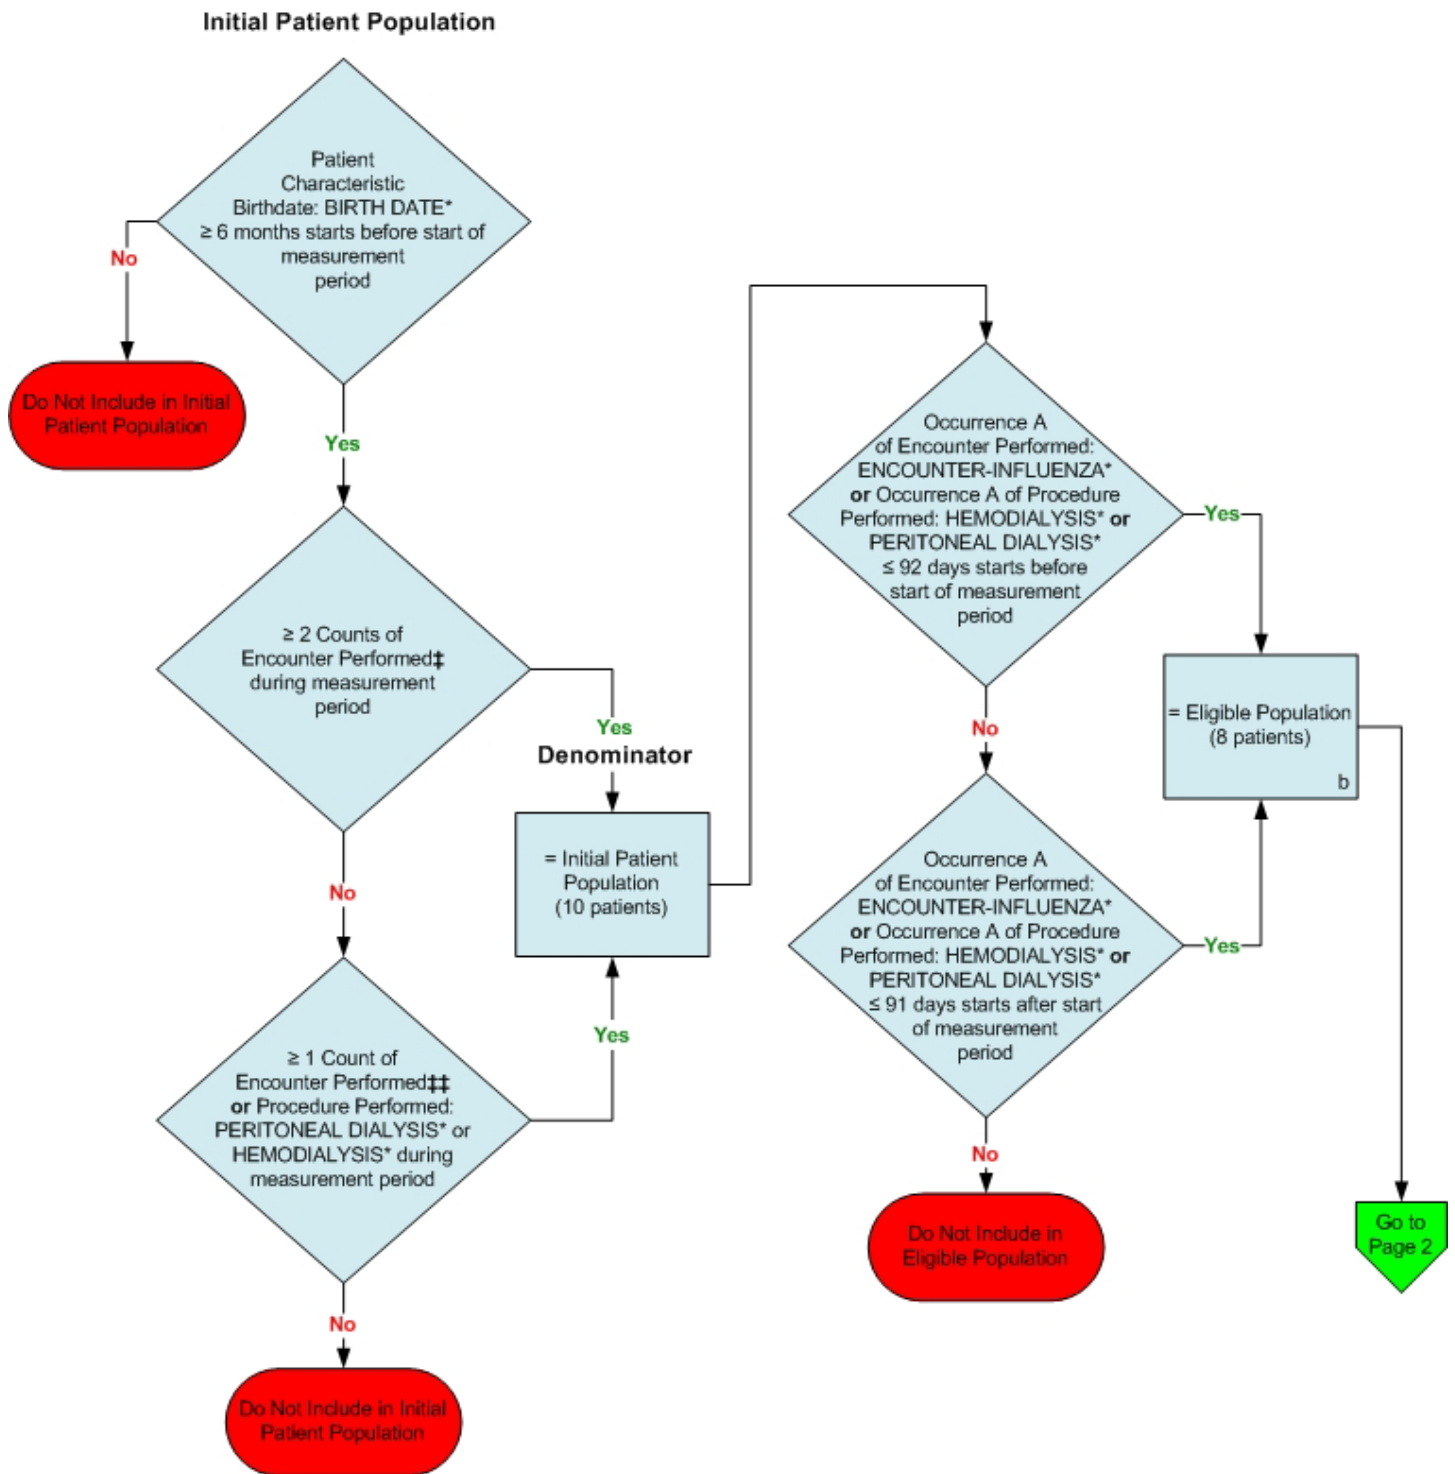 Initial Patient Population
Patient
Characteristic
Birthdate: BIRTH DATE*
≥ 6 months starts before start of
measurement
period
No
Do Not Include in Initial
Patient Population
Yes
≥ 2 Counts of
Encounter Performed‡
during measurement
period
Yes
Denominator
= Initial Patient
Population
(10 patients)
No
Yes
≥ 1 Count of
Encounter Performed‡‡
or Procedure Performed:
PERITONEAL DIALYSIS* or
HEMODIALYSIS* during
measurement period
No
Do Not Include in Initial
Patient Population
Occurrence A
of Encounter Performed:
ENCOUNTER-INFLUENZA*
or Occurrence A of Procedure
Performed: HEMODIALYSIS* or
PERITONEAL DIALYSIS*
≤ 92 days starts before
start of measurement
period
Yes
No
= Eligible Population
(8 patients)
b
Occurrence A
of Encounter Performed:
ENCOUNTER-INFLUENZA*
or Occurrence A of Procedure
Performed: HEMODIALYSIS* or
PERITONEAL DIALYSIS*
≤ 91 days starts after start
of measurement
period
Yes
No
Do Not Include in
Eligible Population
Go to
Page 2